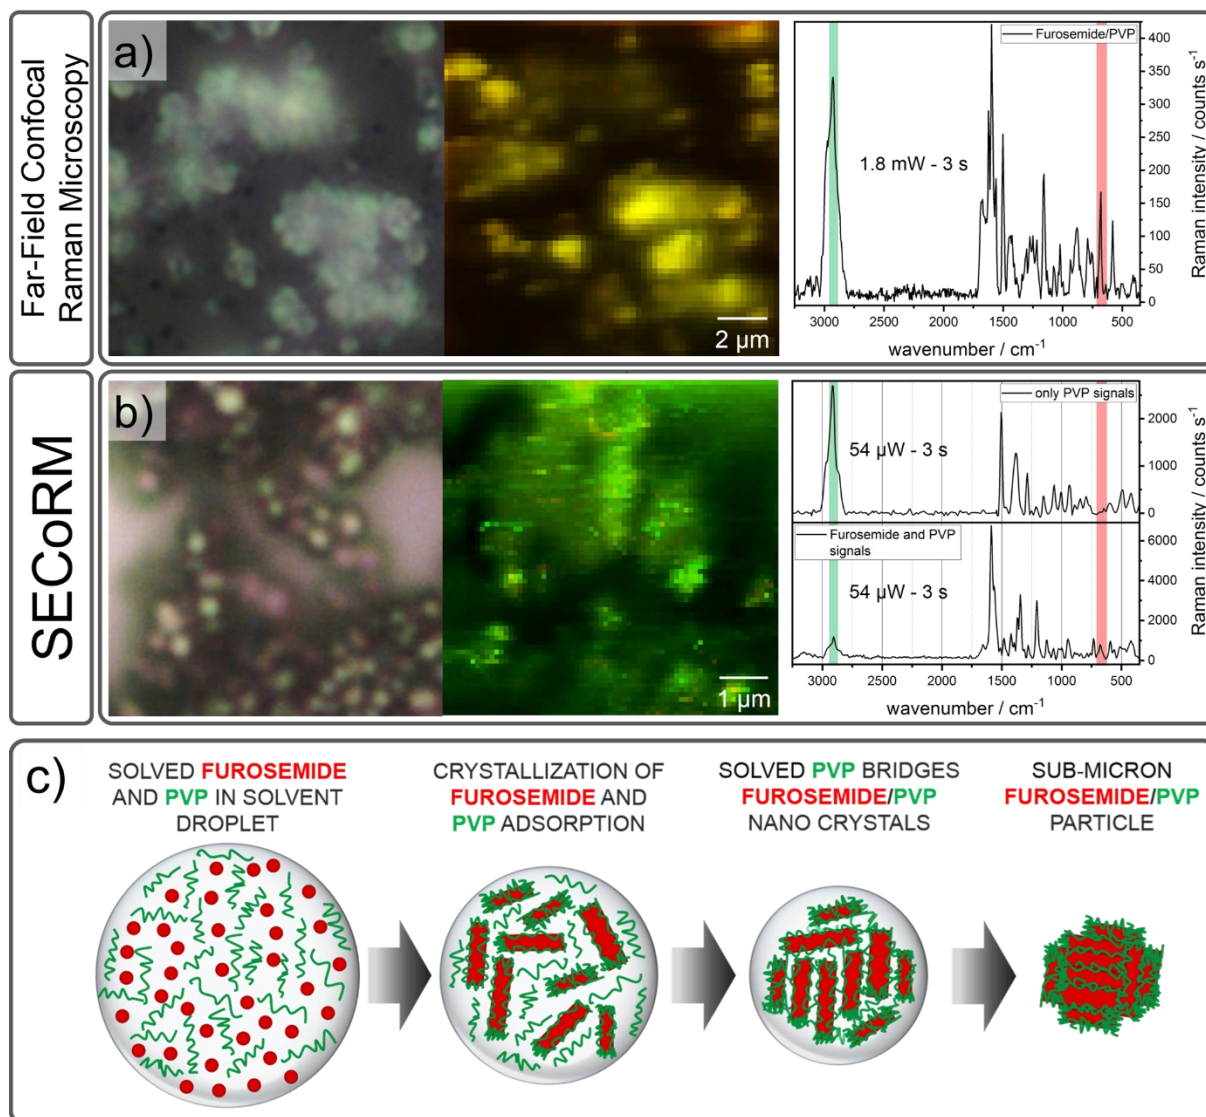 Far-Field Confocal
Raman Microscopy
a)
2 µm
Furosemide/PVP
1.8 mW - 3 s
400
350
300
250
200
150
100
50
0
Raman intensity / counts s⁻¹
3000 2500 2000 1500 1000 500
wavenumber / cm⁻¹
SECoRM
b)
1 µm
only PVP signals
54 µW - 3 s
2000
1000
0
Furosemide and PVP
signals
54 µW - 3 s
6000
4000
2000
0
Raman intensity / counts s⁻¹
3000 2500 2000 1500 1000 500
wavenumber / cm⁻¹
c)
SOLVED FUROSEMIDE
AND PVP IN SOLVENT
DROPLET
CRYSTALLIZATION OF
FUROSEMIDE AND
PVP ADSORPTION
SOLVED PVP BRIDGES
FUROSEMIDE/PVP
NANO CRYSTALS
SUB-MICRON
FUROSEMIDE/PVP
PARTICLE